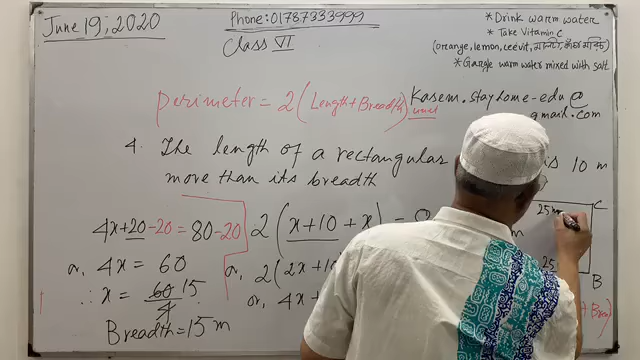 June 19, 2020
Phone: 01787333999
Class VI
* Drink warm water
* Take Vitamin C
(orange, lemon, ceevit,
* Gargle warm water mixed with salt
Perimeter = 2 (Length + Breadth) unit
Kasem.stayhome-edu@
gmail.com
4. The length of a rectangular is 10 m
more than its breadth
4x + 20 - 20 = 80 - 20
or, 4x = 60
∴ x = 60/4 15
Breadth = 15 m
2 (x + 10 + x) =
or, 2 (2x + 10
or, 4x +
m
25m
C
25
B